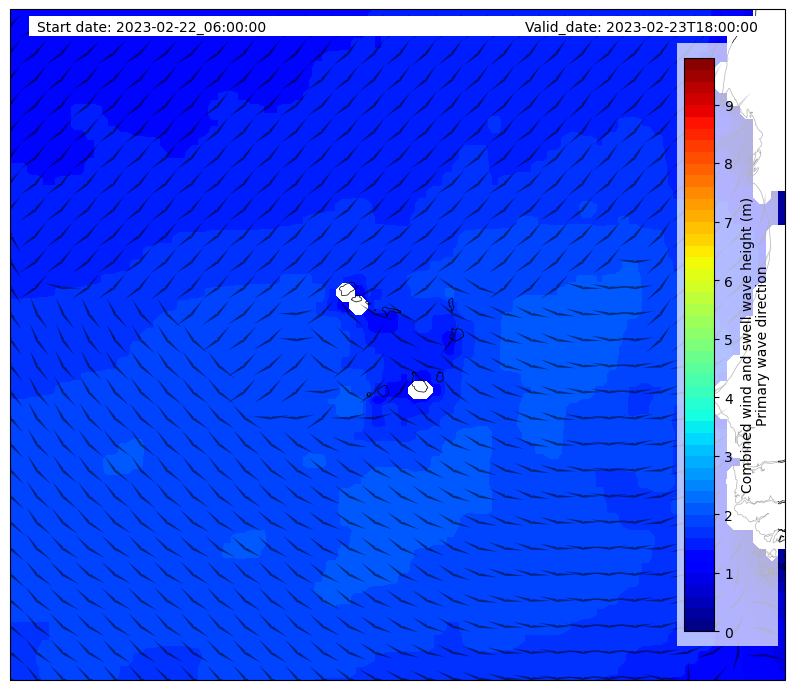 Start date: 2023-02-22_06:00:00
Valid_date: 2023-02-23T18:00:00
9
8
7
6
5
4
3
2
1
0
Combined wind and swell wave height (m)
Primary wave direction